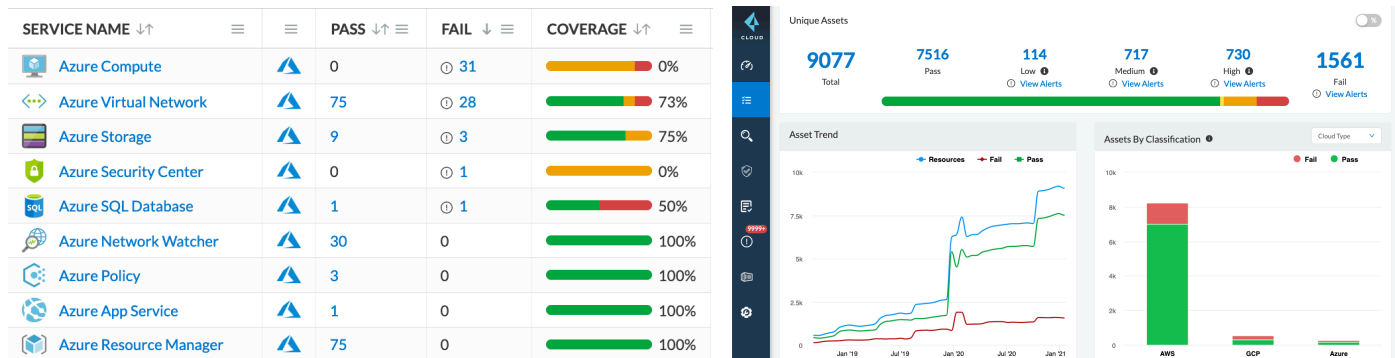 SERVICE NAME PASS FAIL COVERAGE
Azure Compute 0 31 0%
Azure Virtual Network 75 28 73%
Azure Storage 9 3 75%
Azure Security Center 0 1 0%
SQL Azure SQL Database 1 1 50%
Azure Network Watcher 30 0 100%
Azure Policy 3 0 100%
Azure App Service 1 0 100%
Azure Resource Manager 75 0 100%
CLOUD
9999+
Unique Assets
%
9077
Total
7516
Pass
114
Low
View Alerts
717
Medium
View Alerts
730
High
View Alerts
1561
Fail
View Alerts
Asset Trend
Resources Fail Pass
10k
7.5k
5k
2.5k
0
Jan '19 Jul '19 Jan '20 Jul '20 Jan '21
Assets By Classification
Cloud Type
Fail Pass
10k
8k
6k
4k
2k
0
AWS GCP Azure